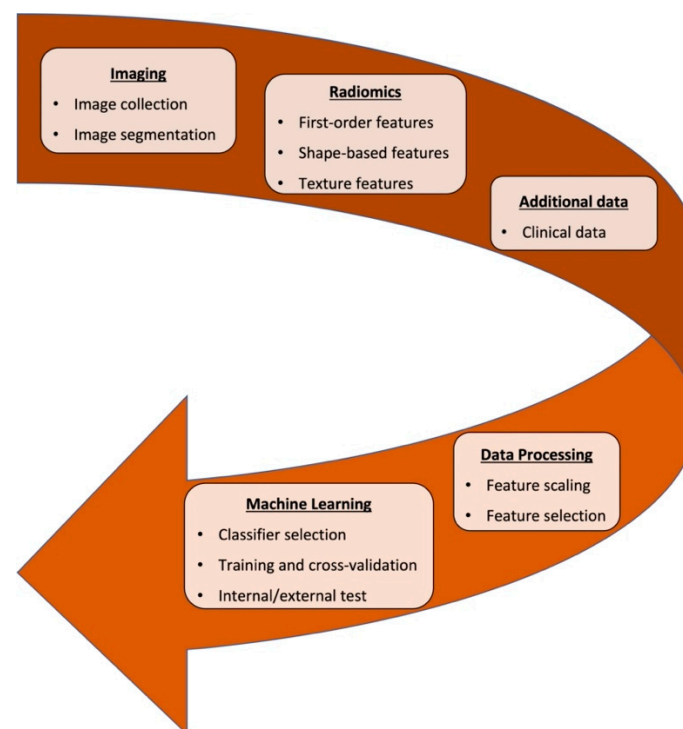 Imaging
• Image collection
• Image segmentation
Radiomics
• First-order features
• Shape-based features
• Texture features
Additional data
• Clinical data
Data Processing
• Feature scaling
• Feature selection
Machine Learning
• Classifier selection
• Training and cross-validation
• Internal/external test